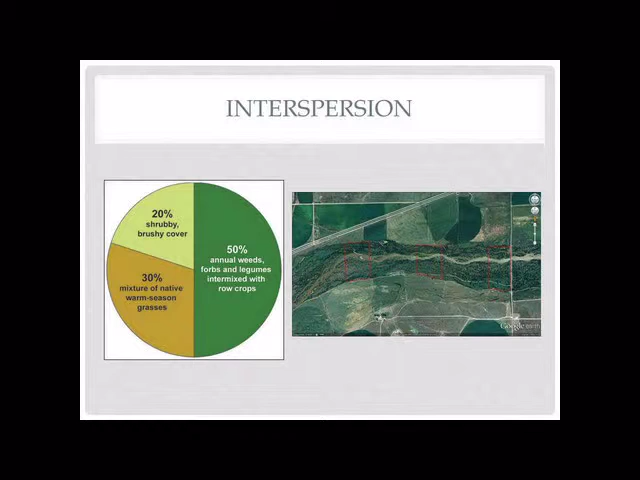 INTERSPERSION
20%
shrubby,
brushy cover
50%
annual weeds,
forbs and legumes
intermixed with
row crops
30%
mixture of native
warm-season
grasses
Google earth